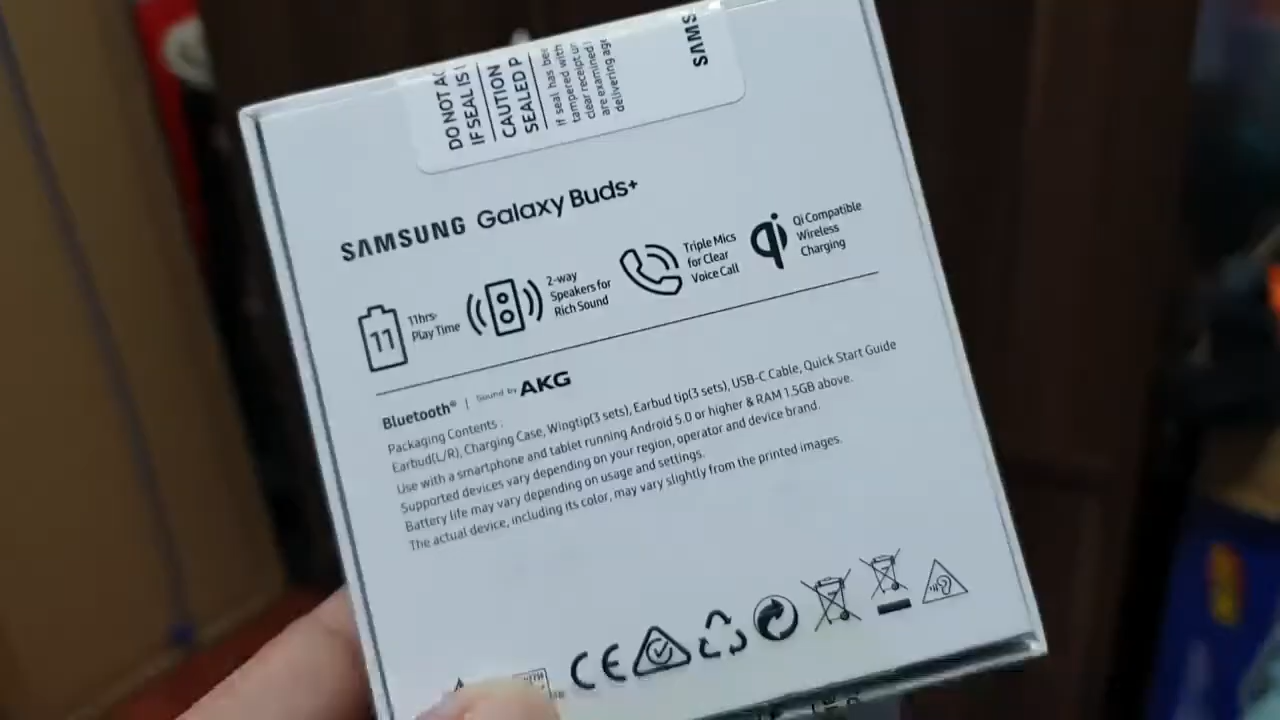 DO NOT AC
IF SEAL IS
CAUTION
SEALED P
If seal has bee
tampered with
clear receipt
are examined
delivering age
SAMS
SAMSUNG Galaxy Buds+
11
11hrs
Play Time
2-way
Speakers for
Rich Sound
Triple Mics
for Clear
Voice Call
Qi Compatible
Wireless
Charging
Bluetooth® | Sound by AKG
Packaging Contents
Earbud(L/R), Charging Case, Wingtip(3 sets), Earbud tip(3 sets), USB-C Cable, Quick Start Guide
Use with a smartphone and tablet running Android 5.0 or higher & RAM 1.5GB above.
Supported devices vary depending on your region, operator and device brand.
Battery life may vary depending on usage and settings.
The actual device, including its color, may vary slightly from the printed images.
CE